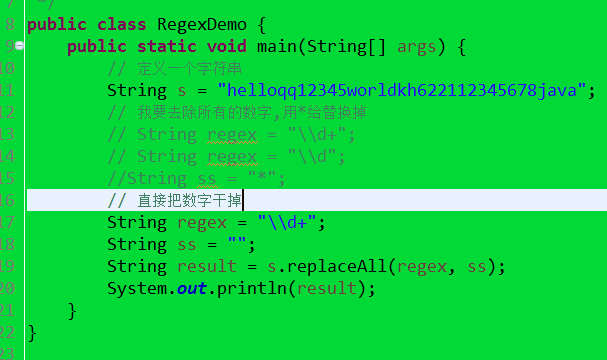 7 */
8 public class RegexDemo {
9 public static void main(String[] args) {
10 // 定义一个字符串
11 String s = "helloqq12345worldkh622112345678java";
12 // 我要去除所有的数字,用*给替换掉
13 // String regex = "\\d+";
14 // String regex = "\\d";
15 //String ss = "*";
16 // 直接把数字干掉
17 String regex = "\\d+";
18 String ss = "";
19 String result = s.replaceAll(regex, ss);
20 System.out.println(result);
21 }
22 }
23